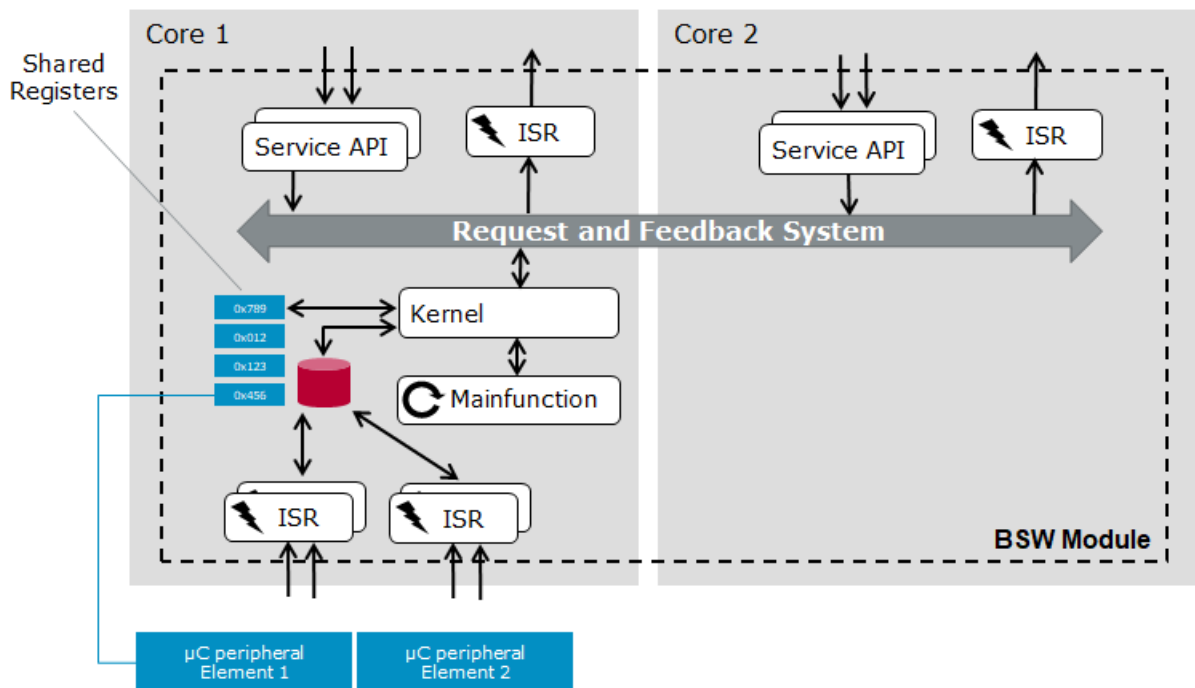 Core 1
Core 2
Shared
Registers
Service API
ISR
Service API
ISR
Request and Feedback System
0x789
0x012
0x123
0x456
Kernel
Mainfunction
ISR
ISR
BSW Module
µC peripheral
Element 1
µC peripheral
Element 2